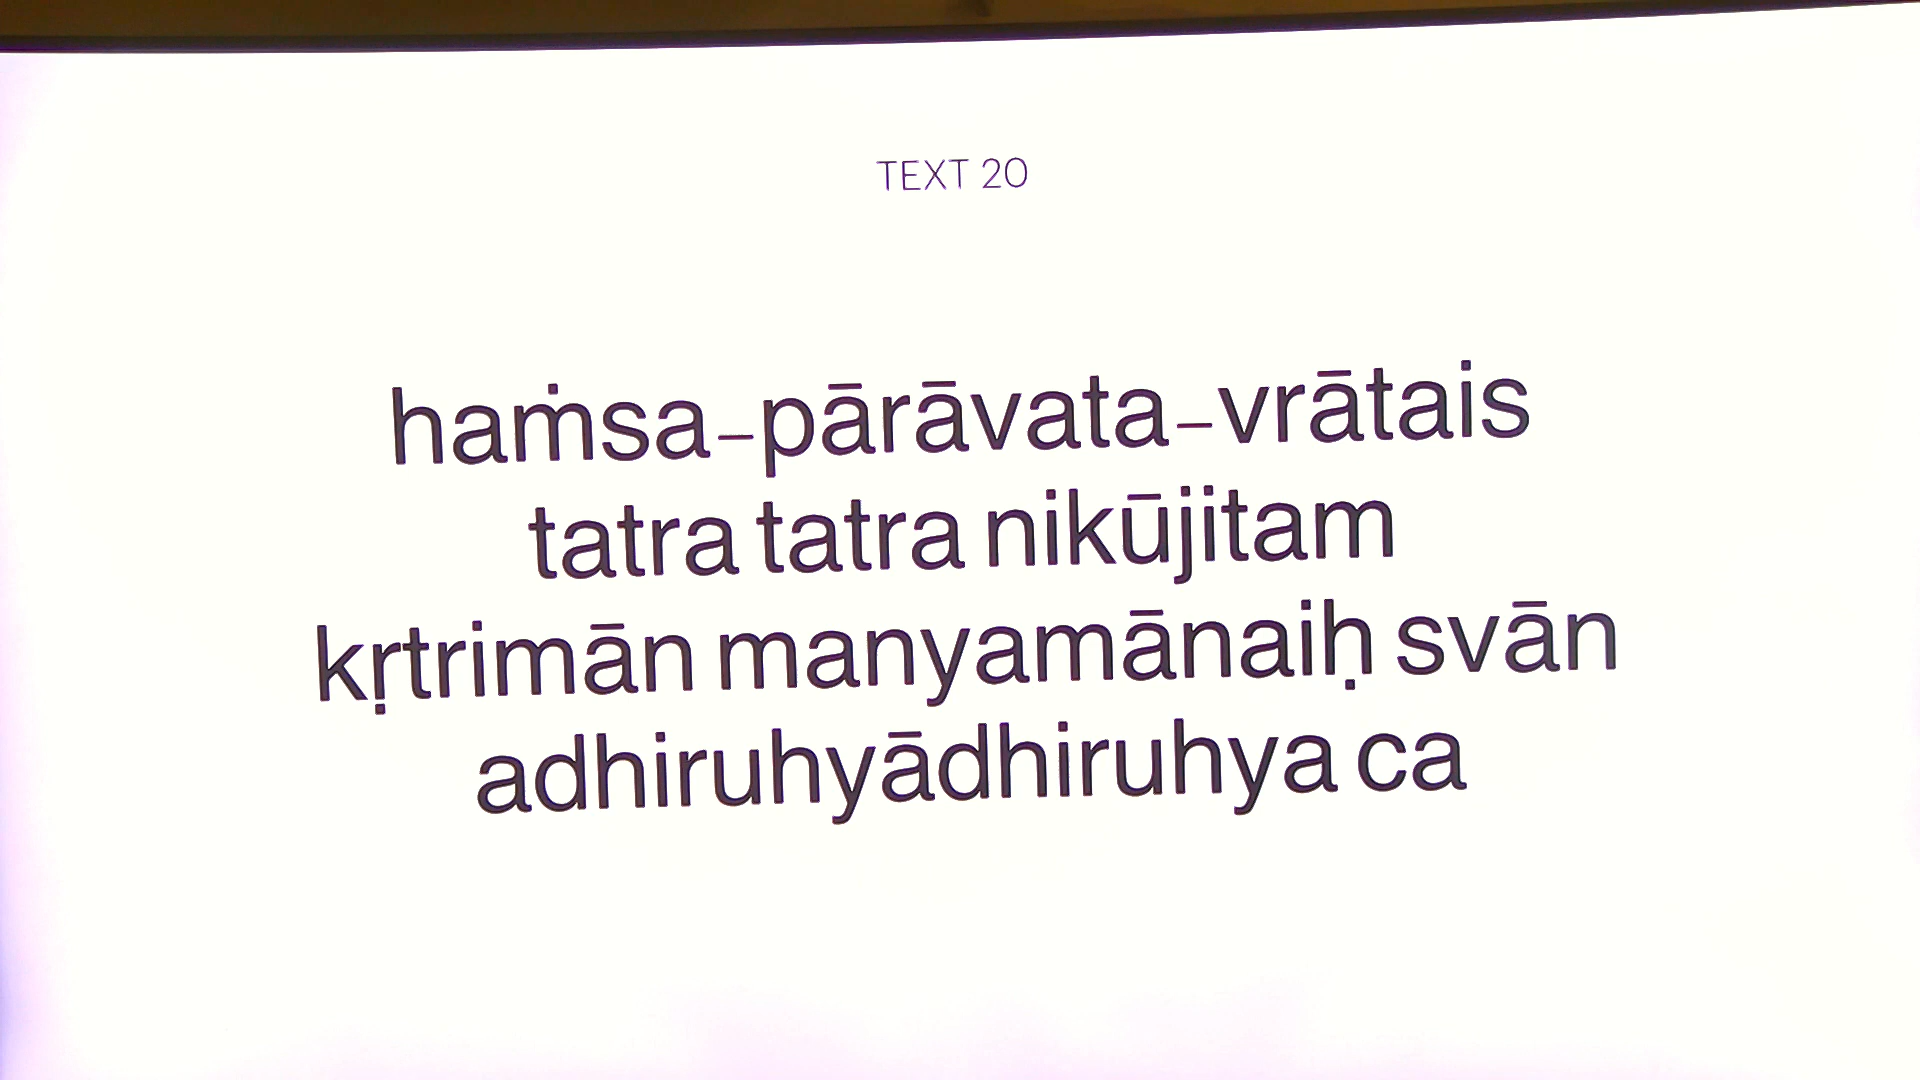 TEXT 20
haṁsa-pārāvata-vrātais
tatra tatra nikūjitam
kṛtrimān manyamānaiḥ svān
adhiruhyādhiruhya ca